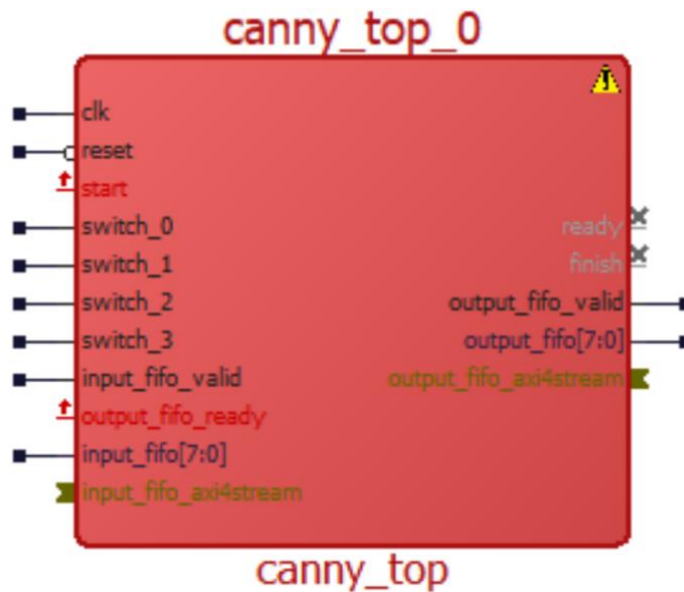 canny_top_0
clk
reset
start
switch_0
switch_1
switch_2
switch_3
input_fifo_valid
output_fifo_ready
input_fifo[7:0]
input_fifo_axi4stream
ready
finish
output_fifo_valid
output_fifo[7:0]
output_fifo_axi4stream
canny_top